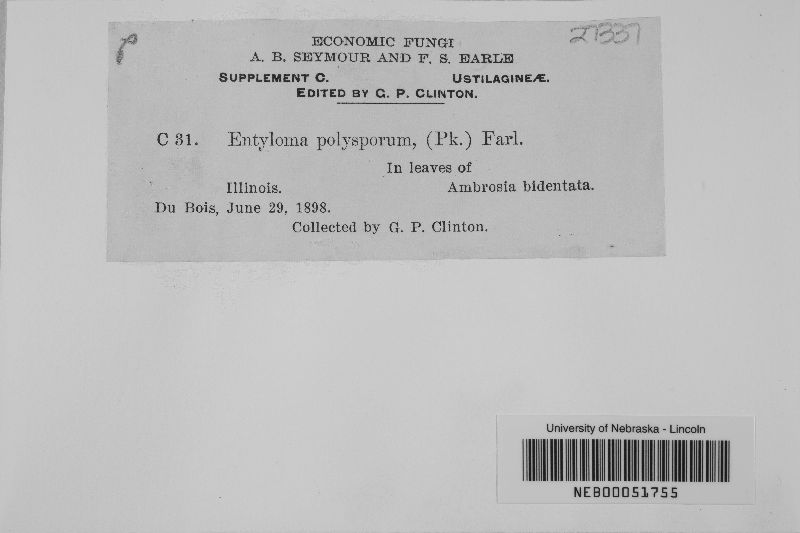 P 27337
ECONOMIC FUNGI
A. B. SEYMOUR AND F. S. EARLE
SUPPLEMENT C. USTILAGINEÆ.
EDITED BY G. P. CLINTON.
C 31. Entyloma polysporum, (Pk.) Farl.
In leaves of
Illinois. Ambrosia bidentata.
Du Bois, June 29, 1898.
Collected by G. P. Clinton.
University of Nebraska - Lincoln
NEB00051755